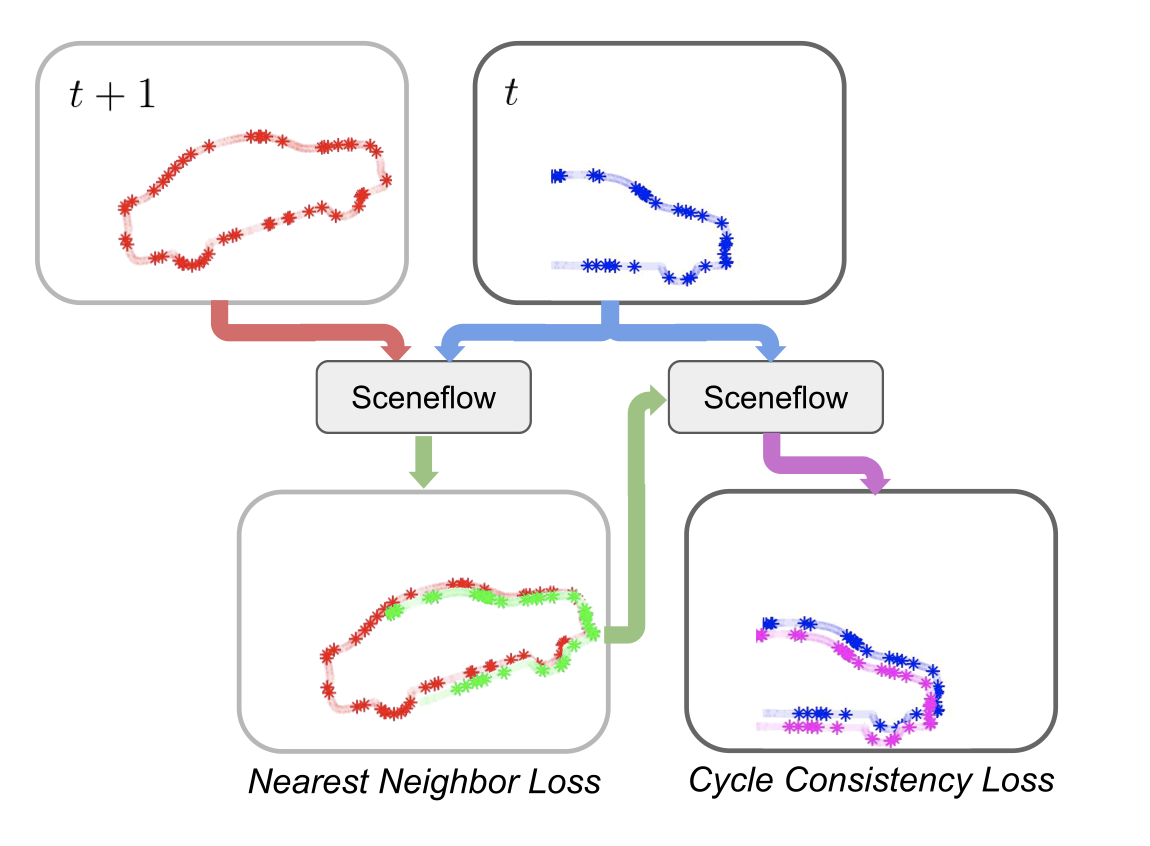 t + 1
t
Sceneflow
Sceneflow
Nearest Neighbor Loss
Cycle Consistency Loss